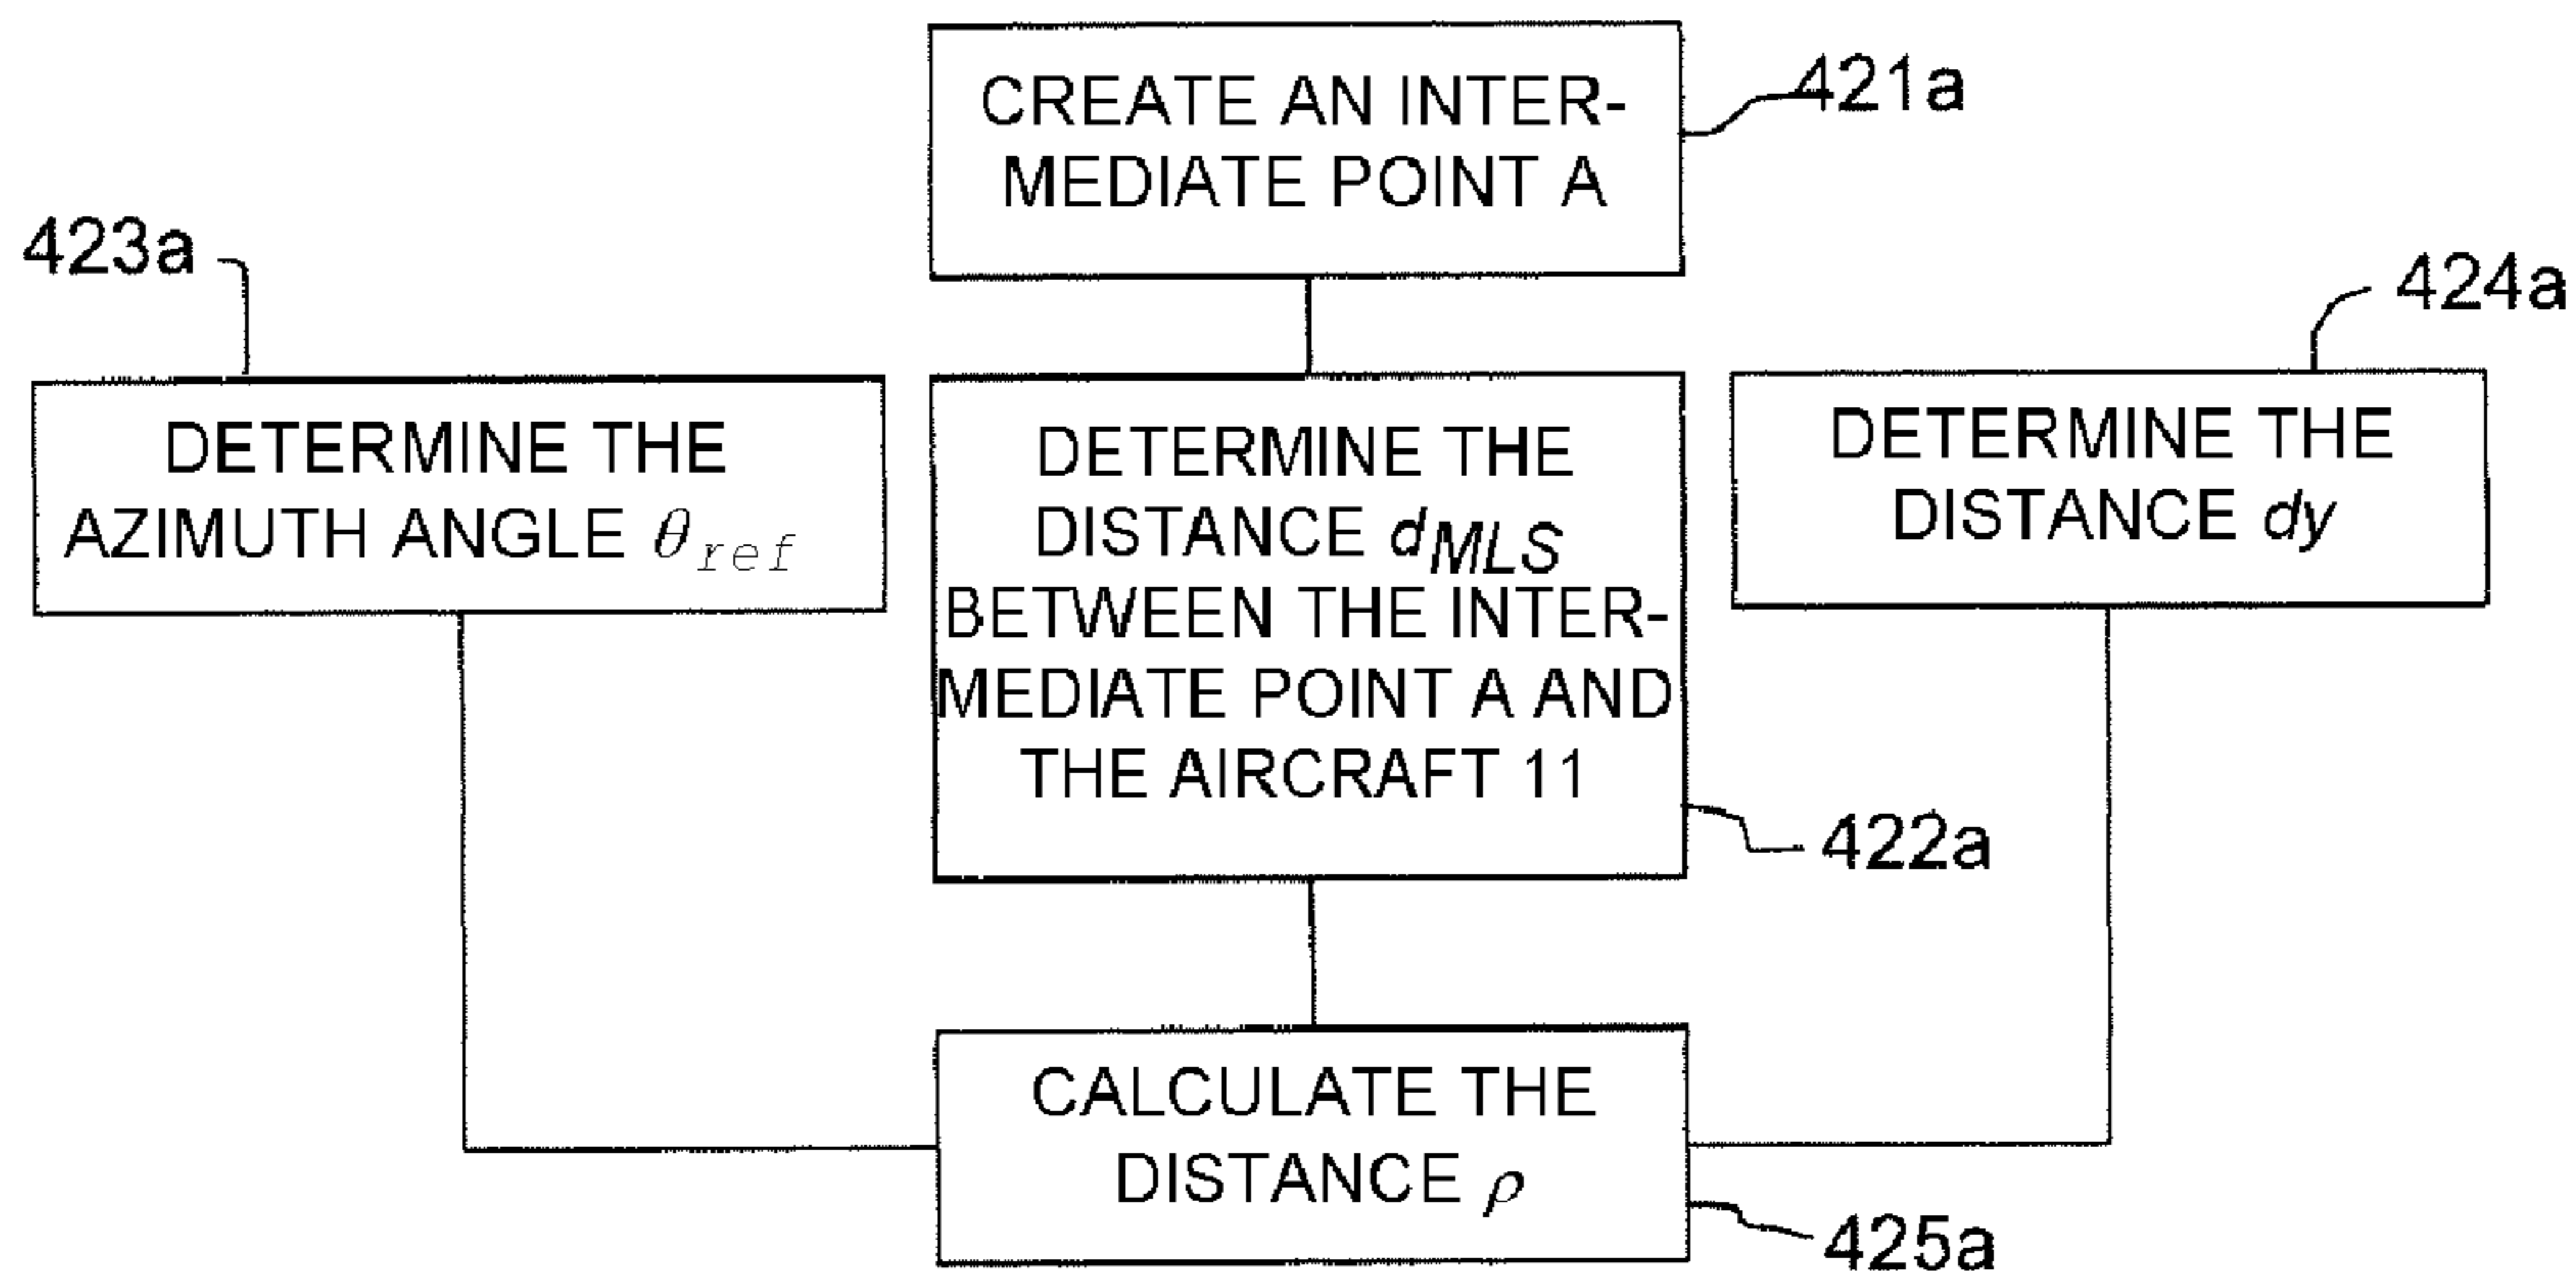 CREATE AN INTER-
MEDIATE POINT A
421a
423a
424a
DETERMINE THE
AZIMUTH ANGLE θref
DETERMINE THE
DISTANCE dMLS
BETWEEN THE INTER-
MEDIATE POINT A AND
THE AIRCRAFT 11
422a
DETERMINE THE
DISTANCE dy
CALCULATE THE
DISTANCE ρ
425a